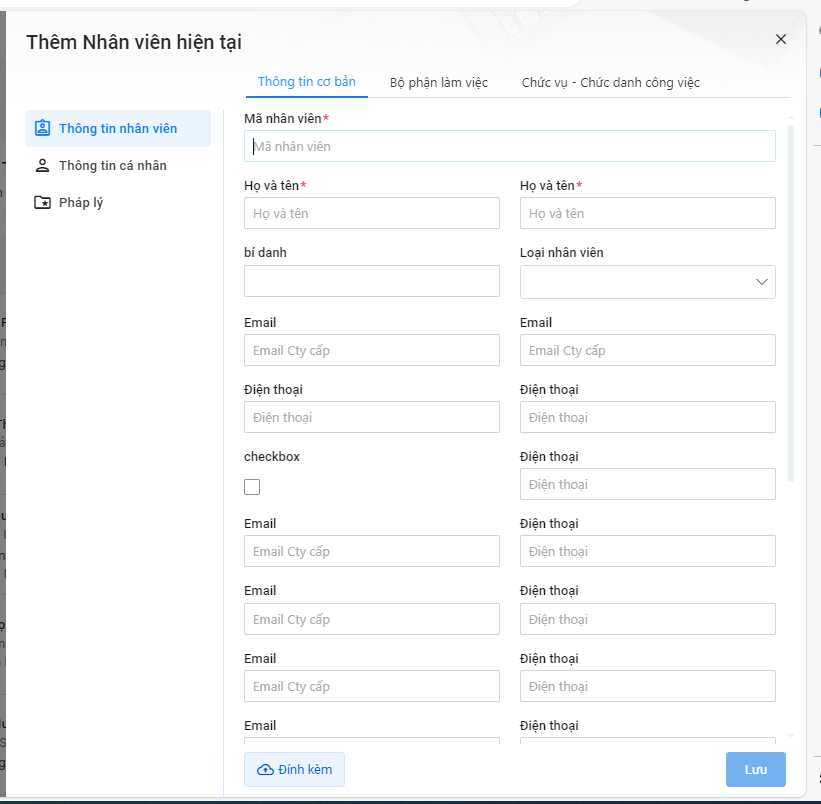 Thêm Nhân viên hiện tại
Thông tin cơ bản Bộ phận làm việc Chức vụ - Chức danh công việc
Thông tin nhân viên
Thông tin cá nhân
Pháp lý
Mã nhân viên*
Mã nhân viên
Họ và tên* Họ và tên*
Họ và tên Họ và tên
bí danh Loại nhân viên
Email Email
Email Cty cấp Email Cty cấp
Điện thoại Điện thoại
Điện thoại Điện thoại
checkbox Điện thoại
Điện thoại
Email Điện thoại
Email Cty cấp Điện thoại
Email Điện thoại
Email Cty cấp Điện thoại
Email Điện thoại
Email Cty cấp Điện thoại
Email Điện thoại
Đính kèm Lưu